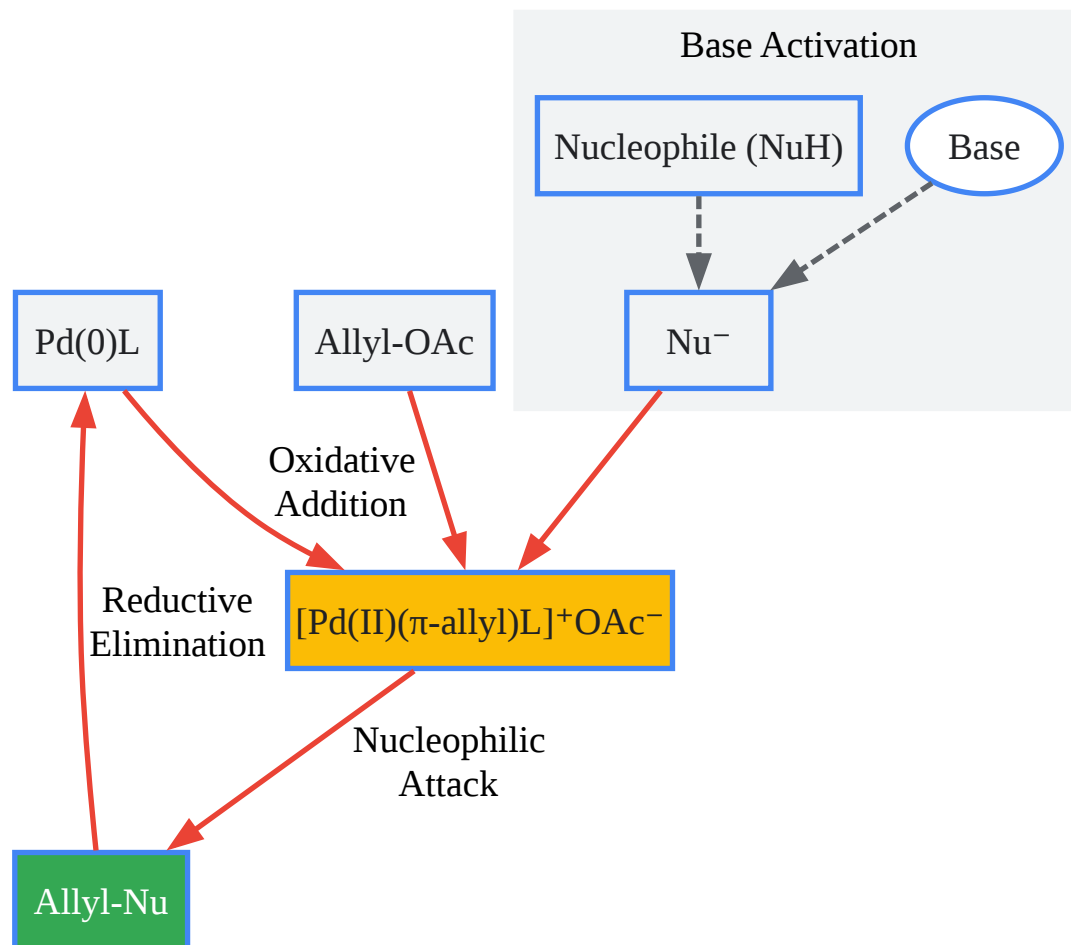 Base Activation
Nucleophile (NuH)
Base
Pd(0)L
Allyl-OAc
Nu⁻
Oxidative
Addition
Reductive
Elimination
[Pd(II)(π-allyl)L]⁺OAc⁻
Nucleophilic
Attack
Allyl-Nu